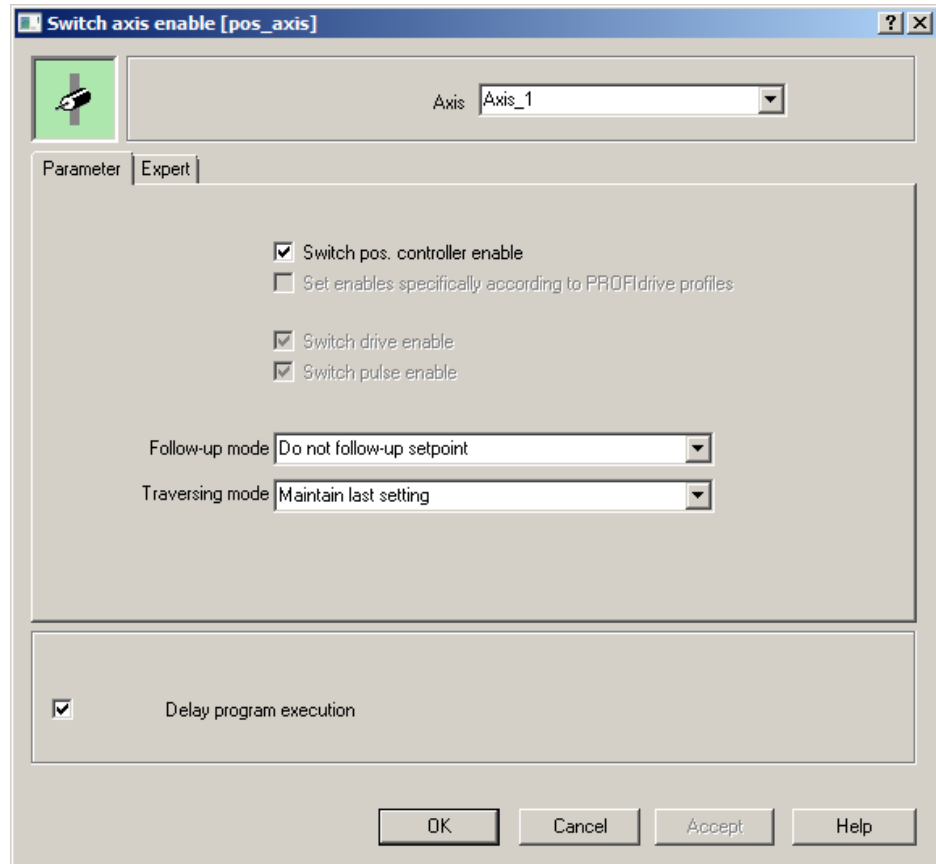 Switch axis enable [pos_axis]
Axis Axis_1
Parameter Expert
Switch pos. controller enable
Set enables specifically according to PROFIdrive profiles
Switch drive enable
Switch pulse enable
Follow-up mode Do not follow-up setpoint
Traversing mode Maintain last setting
Delay program execution
OK Cancel Accept Help